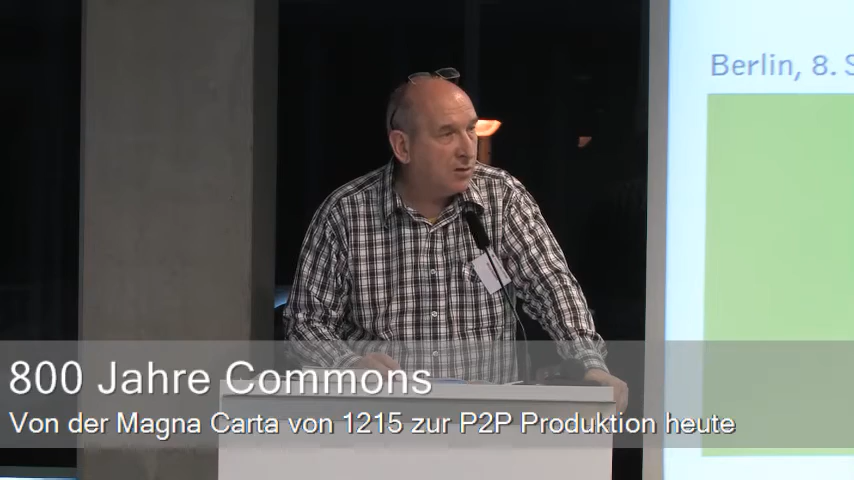 Berlin, 8.
800 Jahre Commons
Von der Magna Carta von 1215 zur P2P Produktion heute